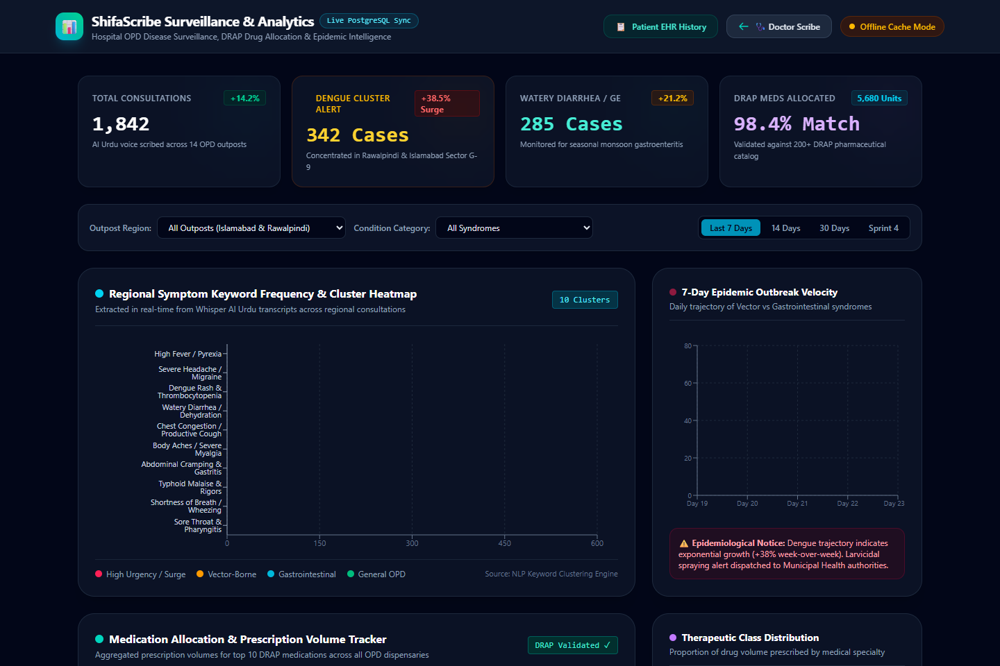 ShifaScribe Surveillance & Analytics
Live PostgreSQL Sync
Hospital OPD Disease Surveillance, DRAP Drug Allocation & Epidemic Intelligence
Patient EHR History
← Doctor Scribe
Offline Cache Mode
TOTAL CONSULTATIONS
+14.2%
1,842
AI Urdu voice scribed across 14 OPD outposts
DENGUE CLUSTER
ALERT
+38.5%
Surge
342 Cases
Concentrated in Rawalpindi & Islamabad Sector G-
9
WATERY DIARRHEA / GE
+21.2%
285 Cases
Monitored for seasonal monsoon gastroenteritis
DRAP MEDS ALLOCATED
5,680 Units
98.4% Match
Validated against 200+ DRAP pharmaceutical
catalog
Outpost Region:
All Outposts (Islamabad & Rawalpindi)
Condition Category:
All Syndromes
Last 7 Days
14 Days
30 Days
Sprint 4
Regional Symptom Keyword Frequency & Cluster Heatmap
Extracted in real-time from Whisper AI Urdu transcripts across regional consultations
10 Clusters
High Fever / Pyrexia
Severe Headache /
Migraine
Dengue Rash &
Thrombocytopenia
Watery Diarrhea /
Dehydration
Chest Congestion /
Productive Cough
Body Aches / Severe
Myalgia
Abdominal Cramping &
Gastritis
Typhoid Malaise &
Rigors
Shortness of Breath /
Wheezing
Sore Throat &
Pharyngitis
0 150 300 450 600
High Urgency / Surge
Vector-Borne
Gastrointestinal
General OPD
Source: NLP Keyword Clustering Engine
7-Day Epidemic Outbreak Velocity
Daily trajectory of Vector vs Gastrointestinal syndromes
80
60
40
20
0
Day 19 Day 20 Day 21 Day 22 Day 23
⚠️ Epidemiological Notice: Dengue trajectory indicates
exponential growth (+38% week-over-week). Larvicidal
spraying alert dispatched to Municipal Health authorities.
Medication Allocation & Prescription Volume Tracker
Aggregated prescription volumes for top 10 DRAP medications across all OPD dispensaries
DRAP Validated ✓
Therapeutic Class Distribution
Proportion of drug volume prescribed by medical specialty